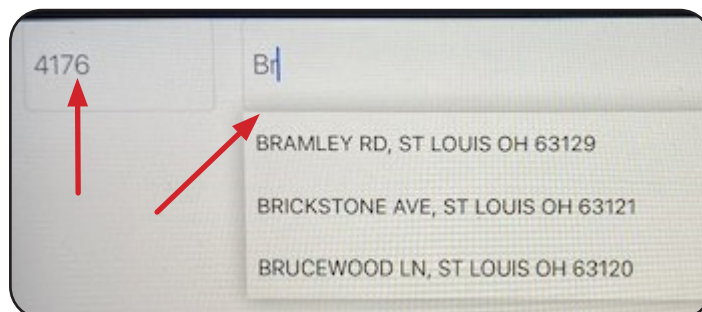 4176
Br
BRAMLEY RD, ST LOUIS OH 63129
BRICKSTONE AVE, ST LOUIS OH 63121
BRUCEWOOD LN, ST LOUIS OH 63120